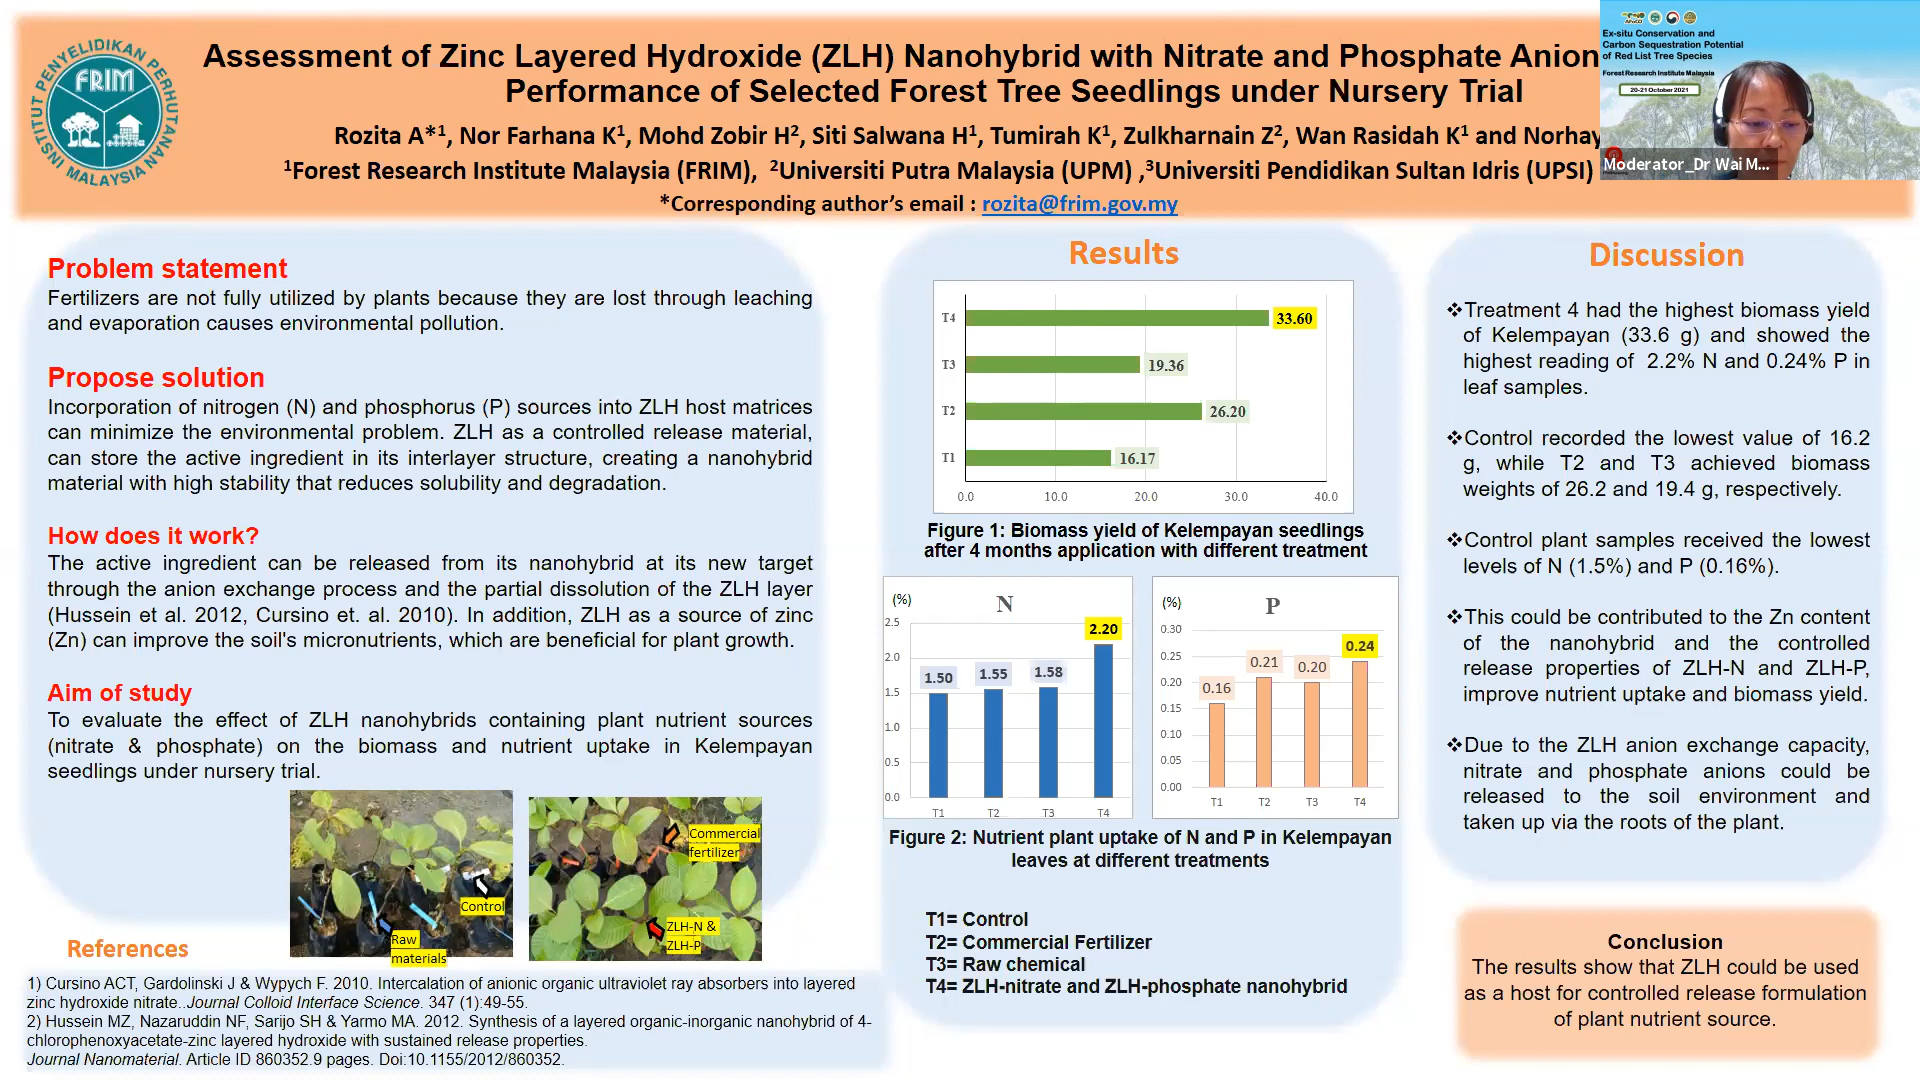 INSTITUT PENYELIDIKAN PERHUTANAN
FRIM
MALAYSIA
Assessment of Zinc Layered Hydroxide (ZLH) Nanohybrid with Nitrate and Phosphate Anion
Performance of Selected Forest Tree Seedlings under Nursery Trial
Rozita A*1, Nor Farhana K1, Mohd Zobir H2, Siti Salwana H1, Tumirah K1, Zulkharnain Z2, Wan Rasidah K1 and Norhay
1Forest Research Institute Malaysia (FRIM), 2Universiti Putra Malaysia (UPM) ,3Universiti Pendidikan Sultan Idris (UPSI)
*Corresponding author's email : rozita@frim.gov.my
Ex-situ Conservation and
Carbon Sequestration Potential
of Red List Tree Species
Forest Research Institute Malaysia
20-21 October 2021
Moderator_Dr Wai M...
Problem statement
Fertilizers are not fully utilized by plants because they are lost through leaching
and evaporation causes environmental pollution.
Propose solution
Incorporation of nitrogen (N) and phosphorus (P) sources into ZLH host matrices
can minimize the environmental problem. ZLH as a controlled release material,
can store the active ingredient in its interlayer structure, creating a nanohybrid
material with high stability that reduces solubility and degradation.
How does it work?
The active ingredient can be released from its nanohybrid at its new target
through the anion exchange process and the partial dissolution of the ZLH layer
(Hussein et al. 2012, Cursino et. al. 2010). In addition, ZLH as a source of zinc
(Zn) can improve the soil's micronutrients, which are beneficial for plant growth.
Aim of study
To evaluate the effect of ZLH nanohybrids containing plant nutrient sources
(nitrate & phosphate) on the biomass and nutrient uptake in Kelempayan
seedlings under nursery trial.
Control
Raw
materials
Commercial
fertilizer
ZLH-N &
ZLH-P
References
1) Cursino ACT, Gardolinski J & Wypych F. 2010. Intercalation of anionic organic ultraviolet ray absorbers into layered
zinc hydroxide nitrate..Journal Colloid Interface Science. 347 (1):49-55.
2) Hussein MZ, Nazaruddin NF, Sarijo SH & Yarmo MA. 2012. Synthesis of a layered organic-inorganic nanohybrid of 4-
chlorophenoxyacetate-zinc layered hydroxide with sustained release properties.
Journal Nanomaterial. Article ID 860352.9 pages. Doi:10.1155/2012/860352.
Results
T4 33.60
T3 19.36
T2 26.20
T1 16.17
0.0 10.0 20.0 30.0 40.0
Figure 1: Biomass yield of Kelempayan seedlings
after 4 months application with different treatment
(%) N
2.5
2.0
1.5
1.0
0.5
0.0
1.50 1.55 1.58 2.20
T1 T2 T3 T4
(%) P
0.30
0.25
0.20
0.15
0.10
0.05
0.00
0.16 0.21 0.20 0.24
T1 T2 T3 T4
Figure 2: Nutrient plant uptake of N and P in Kelempayan
leaves at different treatments
T1= Control
T2= Commercial Fertilizer
T3= Raw chemical
T4= ZLH-nitrate and ZLH-phosphate nanohybrid
Discussion
❖Treatment 4 had the highest biomass yield
of Kelempayan (33.6 g) and showed the
highest reading of 2.2% N and 0.24% P in
leaf samples.
❖Control recorded the lowest value of 16.2
g, while T2 and T3 achieved biomass
weights of 26.2 and 19.4 g, respectively.
❖Control plant samples received the lowest
levels of N (1.5%) and P (0.16%).
❖This could be contributed to the Zn content
of the nanohybrid and the controlled
release properties of ZLH-N and ZLH-P,
improve nutrient uptake and biomass yield.
❖Due to the ZLH anion exchange capacity,
nitrate and phosphate anions could be
released to the soil environment and
taken up via the roots of the plant.
Conclusion
The results show that ZLH could be used
as a host for controlled release formulation
of plant nutrient source.